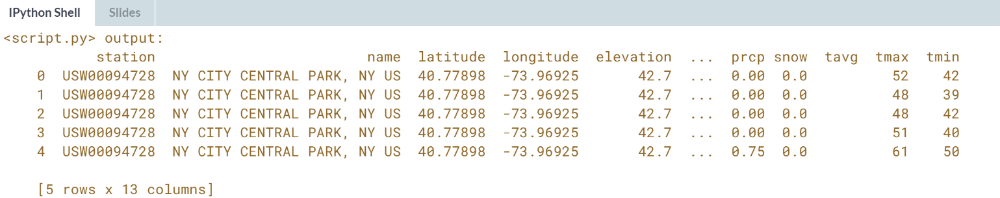 IPython Shell Slides
<script.py> output:
station name latitude longitude elevation ... prcp snow tavg tmax tmin
0 USW00094728 NY CITY CENTRAL PARK, NY US 40.77898 -73.96925 42.7 ... 0.00 0.0 52 42
1 USW00094728 NY CITY CENTRAL PARK, NY US 40.77898 -73.96925 42.7 ... 0.00 0.0 48 39
2 USW00094728 NY CITY CENTRAL PARK, NY US 40.77898 -73.96925 42.7 ... 0.00 0.0 48 42
3 USW00094728 NY CITY CENTRAL PARK, NY US 40.77898 -73.96925 42.7 ... 0.00 0.0 51 40
4 USW00094728 NY CITY CENTRAL PARK, NY US 40.77898 -73.96925 42.7 ... 0.75 0.0 61 50
[5 rows x 13 columns]